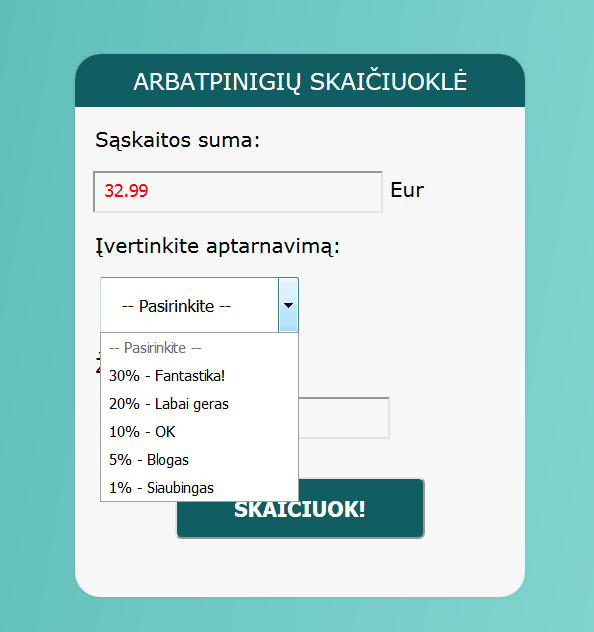 ARBATPINIGIŲ SKAIČIUOKLĖ
Sąskaitos suma:
32.99 Eur
Įvertinkite aptarnavimą:
-- Pasirinkite --
-- Pasirinkite --
30% - Fantastika!
20% - Labai geras
10% - OK
5% - Blogas
1% - Siaubingas
SKAIČIUOK!